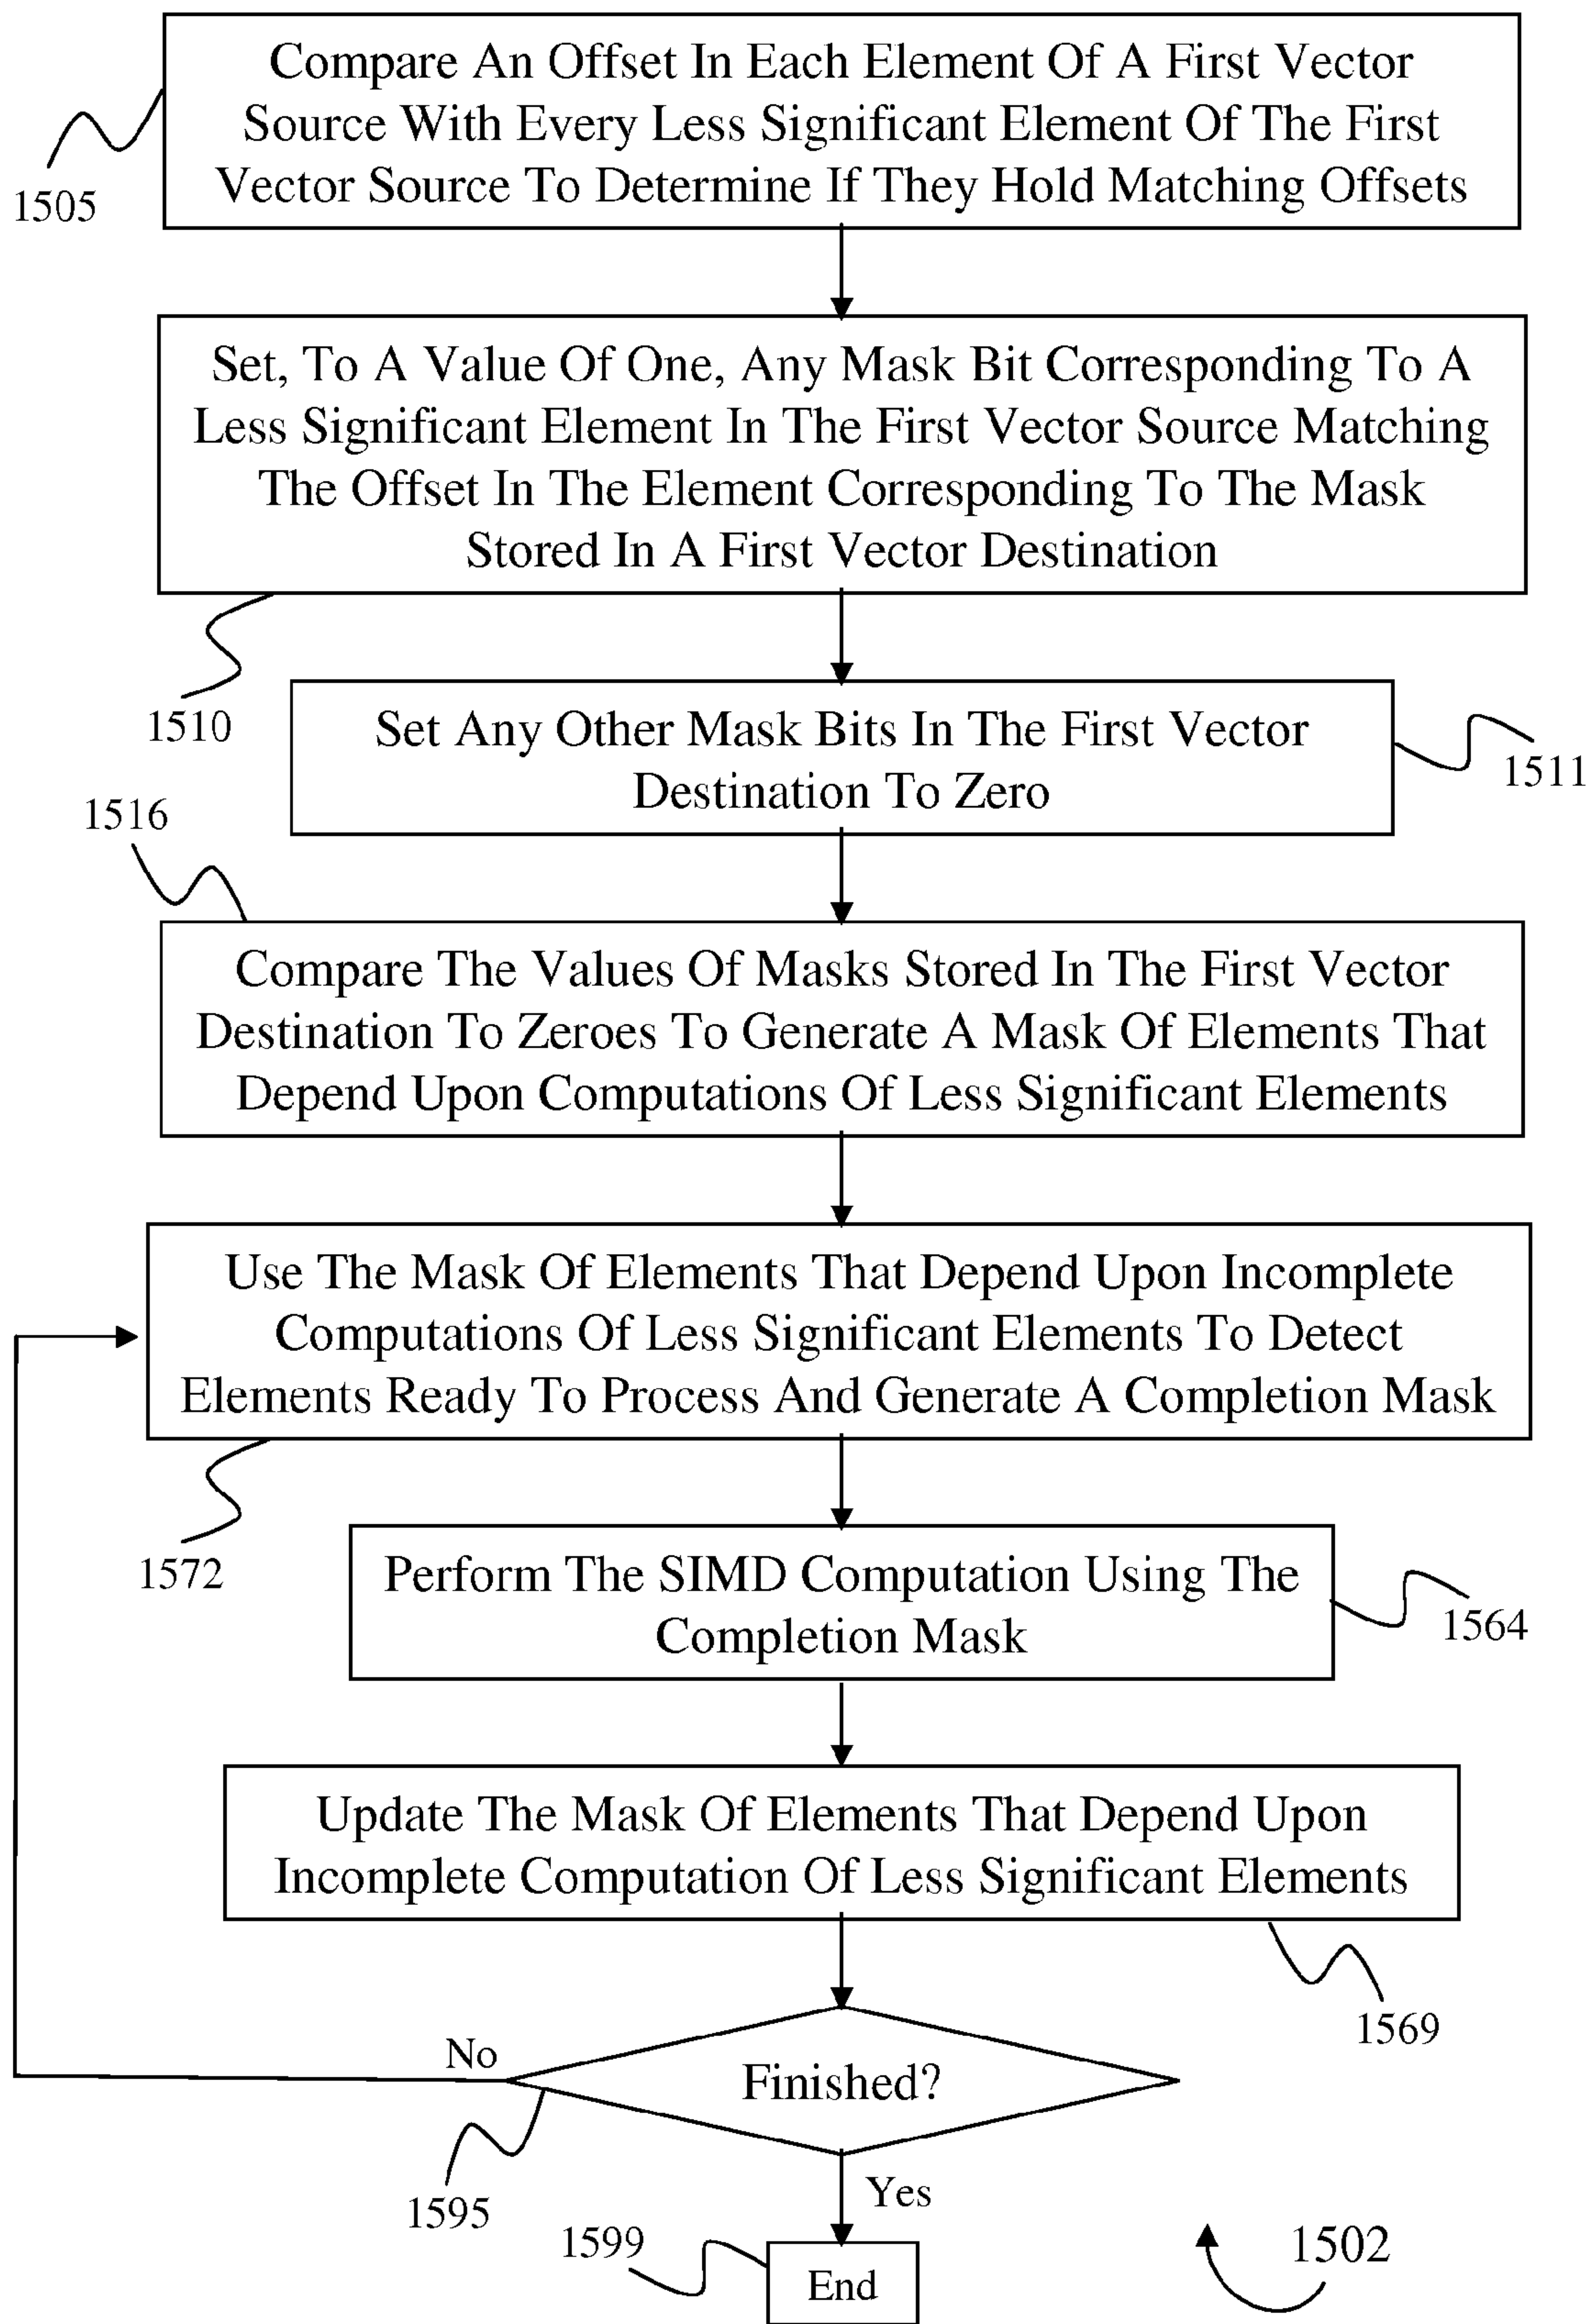 Compare An Offset In Each Element Of A First Vector
Source With Every Less Significant Element Of The First
Vector Source To Determine If They Hold Matching Offsets
1505
Set, To A Value Of One, Any Mask Bit Corresponding To A
Less Significant Element In The First Vector Source Matching
The Offset In The Element Corresponding To The Mask
Stored In A First Vector Destination
1510
Set Any Other Mask Bits In The First Vector
Destination To Zero
1511
1516
Compare The Values Of Masks Stored In The First Vector
Destination To Zeroes To Generate A Mask Of Elements That
Depend Upon Computations Of Less Significant Elements
Use The Mask Of Elements That Depend Upon Incomplete
Computations Of Less Significant Elements To Detect
Elements Ready To Process And Generate A Completion Mask
1572
Perform The SIMD Computation Using The
Completion Mask
1564
Update The Mask Of Elements That Depend Upon
Incomplete Computation Of Less Significant Elements
1569
No
Finished?
1595
Yes
1599
End
1502